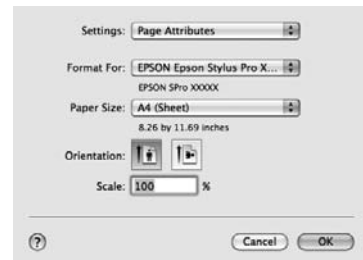 Settings: Page Attributes
Format For: EPSON Epson Stylus Pro X...
EPSON SPro XXXXX
Paper Size: A4 (Sheet)
8.26 by 11.69 inches
Orientation:
Scale: 100 %
? Cancel OK